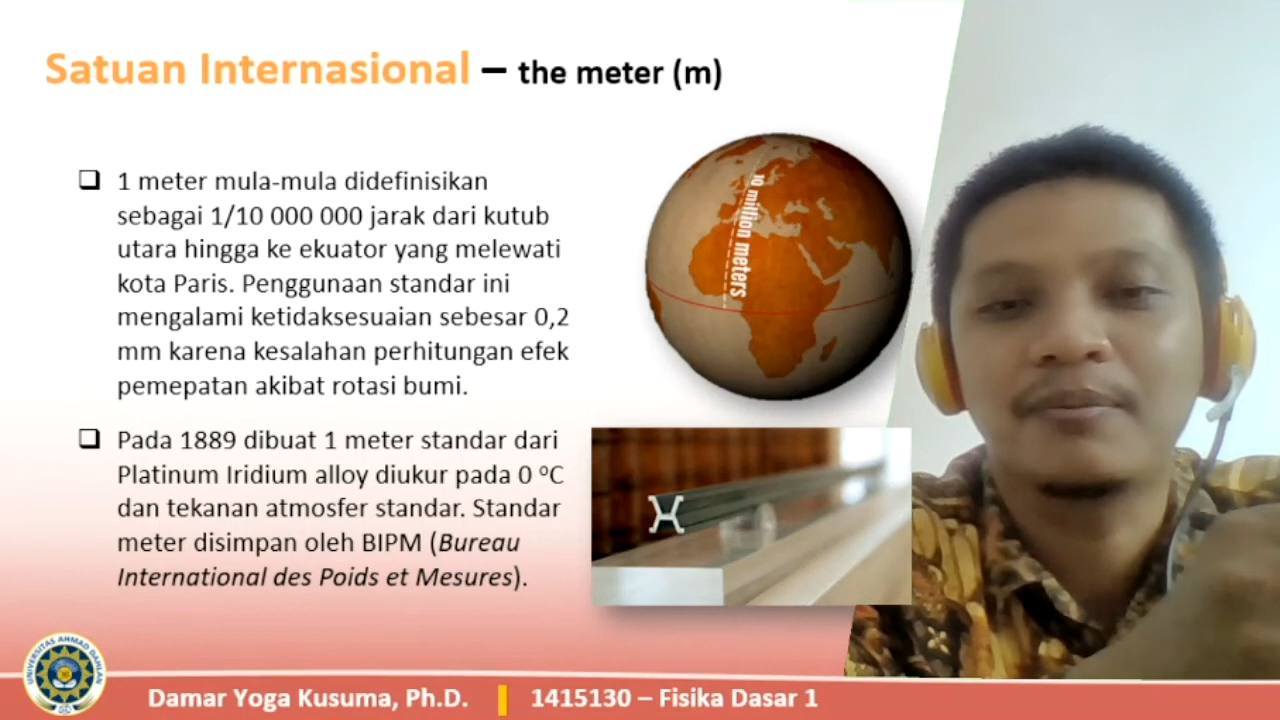 Satuan Internasional – the meter (m)
❑ 1 meter mula-mula didefinisikan
sebagai 1/10 000 000 jarak dari kutub
utara hingga ke ekuator yang melewati
kota Paris. Penggunaan standar ini
mengalami ketidaksesuaian sebesar 0,2
mm karena kesalahan perhitungan efek
pemepatan akibat rotasi bumi.
❑ Pada 1889 dibuat 1 meter standar dari
Platinum Iridium alloy diukur pada 0 °C
dan tekanan atmosfer standar. Standar
meter disimpan oleh BIPM (Bureau
International des Poids et Mesures).
10 million meters
UNIVERSITAS AHMAD DAHLAN
Damar Yoga Kusuma, Ph.D. | 1415130 – Fisika Dasar 1